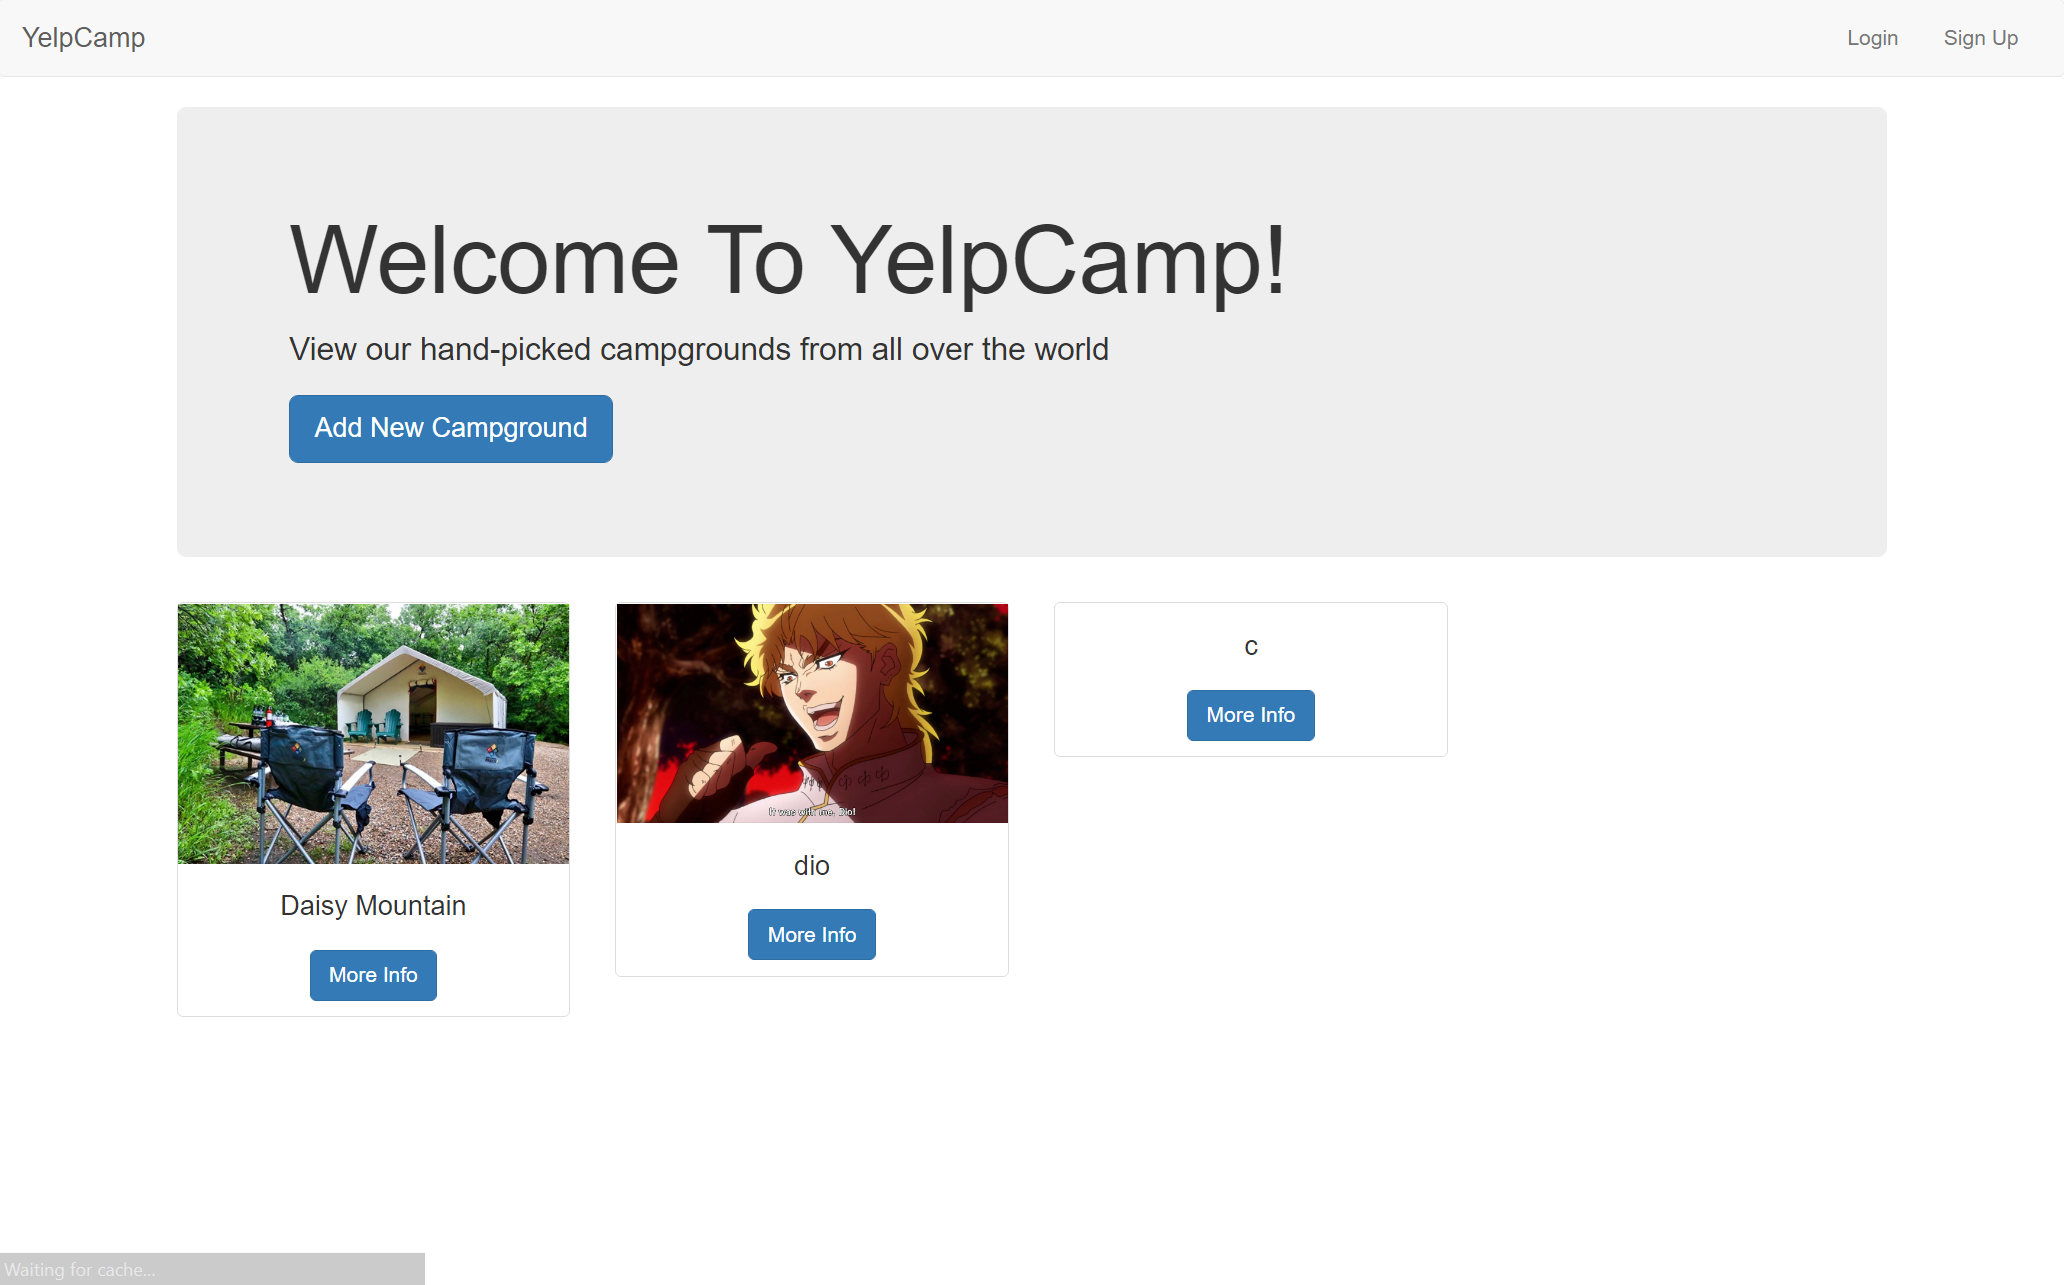 YelpCamp
Login
Sign Up
Welcome To YelpCamp!
View our hand-picked campgrounds from all over the world
Add New Campground
It was with me, Dio!
c
More Info
dio
Daisy Mountain
More Info
More Info
Waiting for cache...